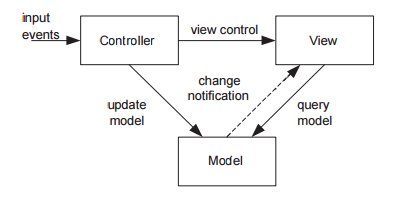 input
events
Controller
view control
View
change
notification
update
model
query
model
Model